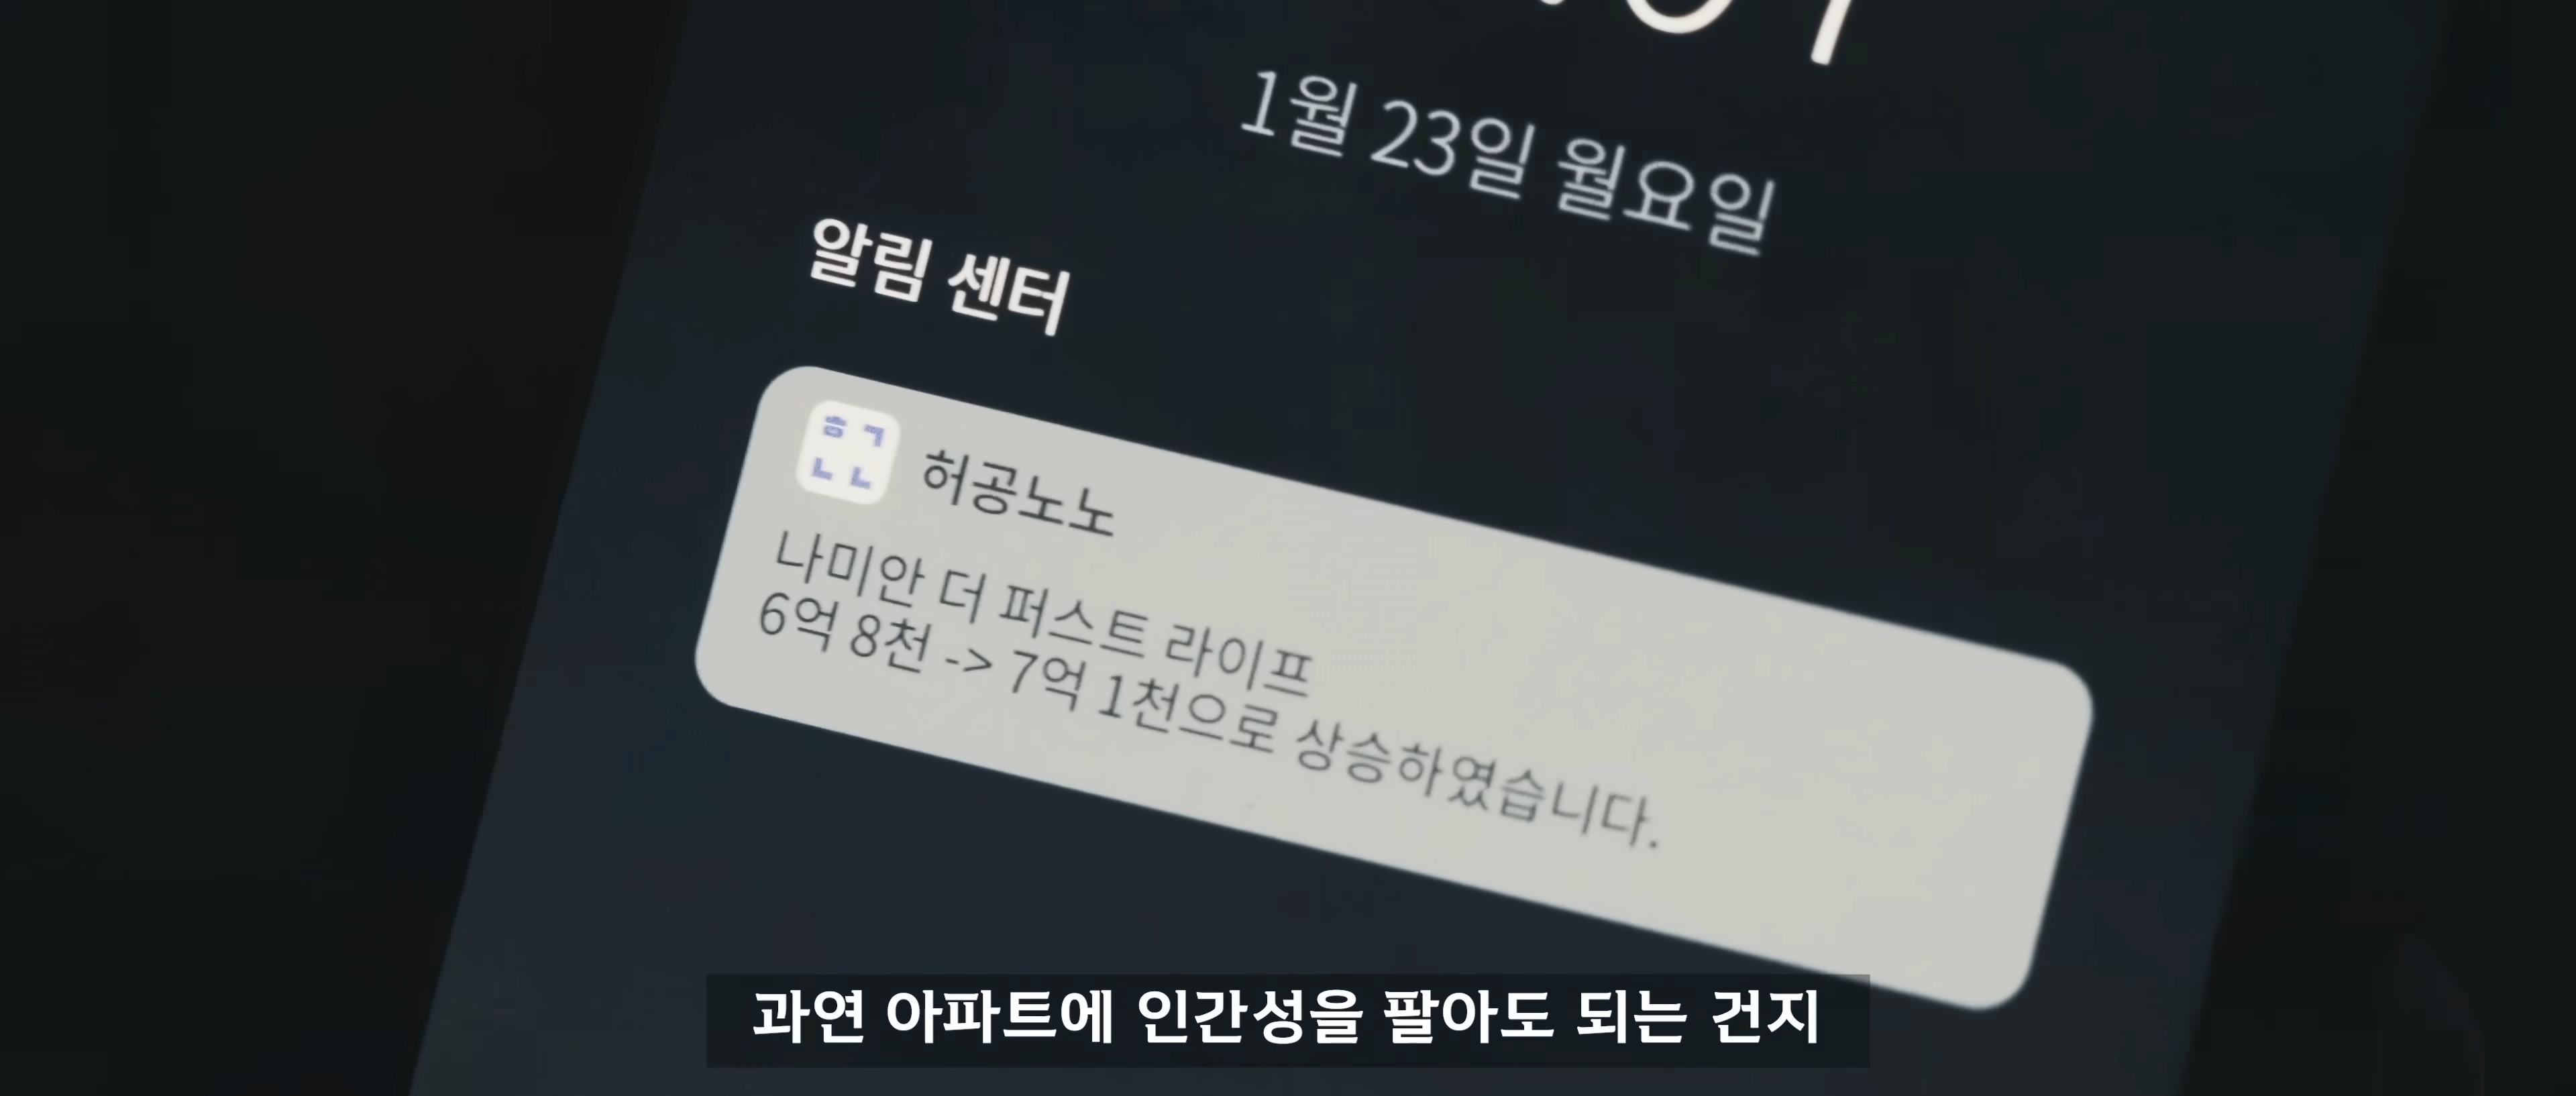 1월 23일 월요일
알림 센터
ㅎㄱ
ㄴㄴ
허공노노
나미안 더 퍼스트 라이프
6억 8천 -> 7억 1천으로 상승하였습니다.
과연 아파트에 인간성을 팔아도 되는 건지